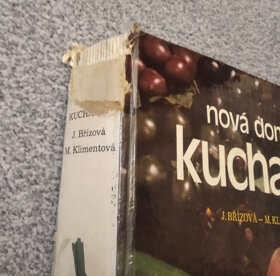 KUCHA
J. Břízová
M. Klimentová
nová dom
kucha
J. BŘÍZOVÁ – M. KL